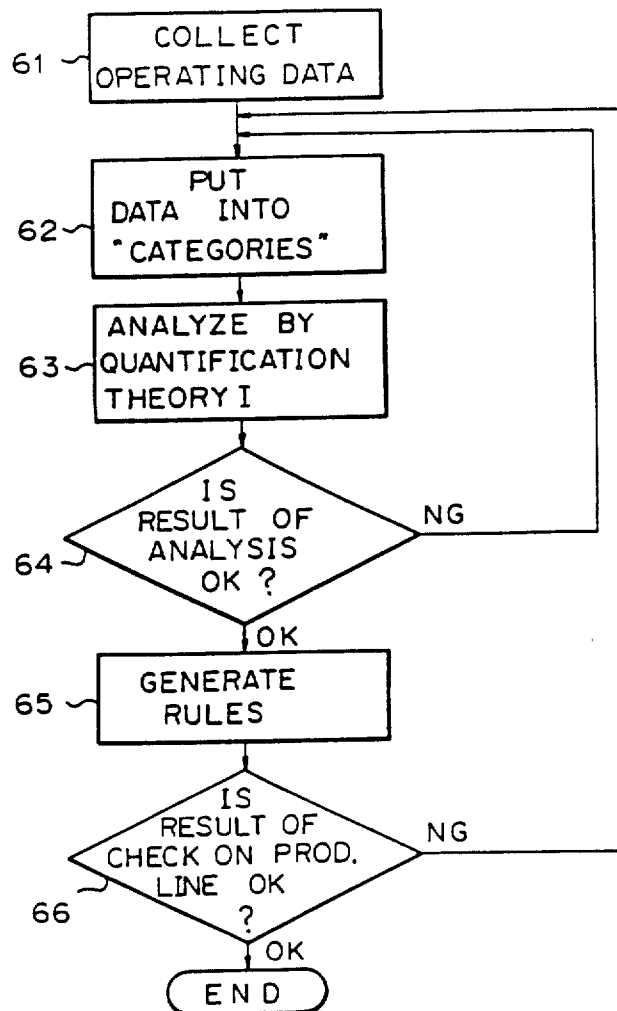 61
COLLECT
OPERATING DATA
62
PUT
DATA INTO
"CATEGORIES"
63
ANALYZE BY
QUANTIFICATION
THEORY I
64
IS
RESULT OF
ANALYSIS
OK ?
NG
OK
65
GENERATE
RULES
66
IS
RESULT OF
CHECK ON PROD.
LINE OK
?
NG
OK
END